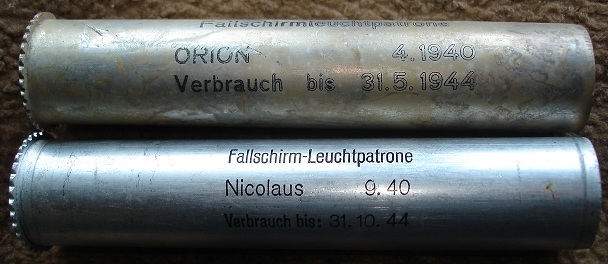 Fallschirmleuchtpatrone
ORION 4.1940
Verbrauch bis 31.5.1944
Fallschirm-Leuchtpatrone
Nicolaus 9.40
Verbrauch bis: 31.10.44